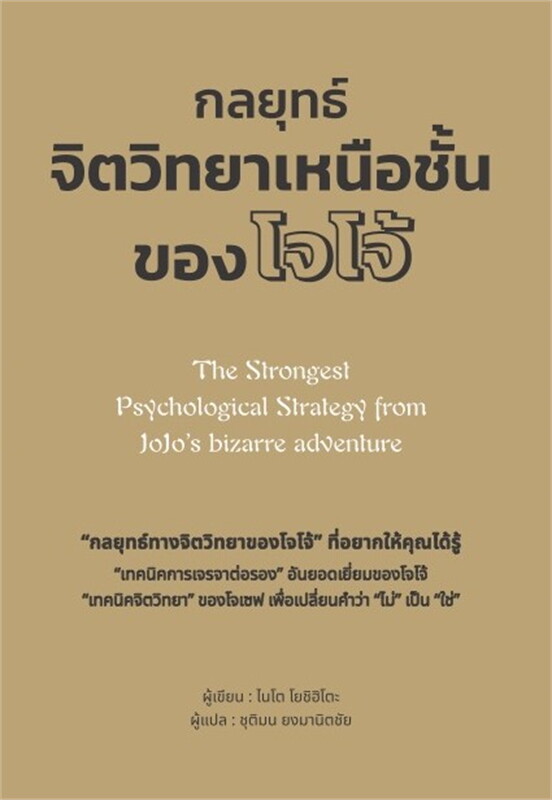 กลยุทธ์
จิตวิทยาเหนือชั้น
ของ โจโจ้
The Strongest
Psychological Strategy from
JoJo's bizarre adventure
“กลยุทธ์ทางจิตวิทยาของโจโจ้” ที่อยากให้คุณได้รู้
“เทคนิคการเจรจาต่อรอง” อันยอดเยี่ยมของโจโจ้
“เทคนิคจิตวิทยา” ของโจเซฟ เพื่อเปลี่ยนคำว่า “ไม่” เป็น “ใช่”
ผู้เขียน : ไนโต โยชิฮิโตะ
ผู้แปล : ชุติมน ยงมานิตชัย